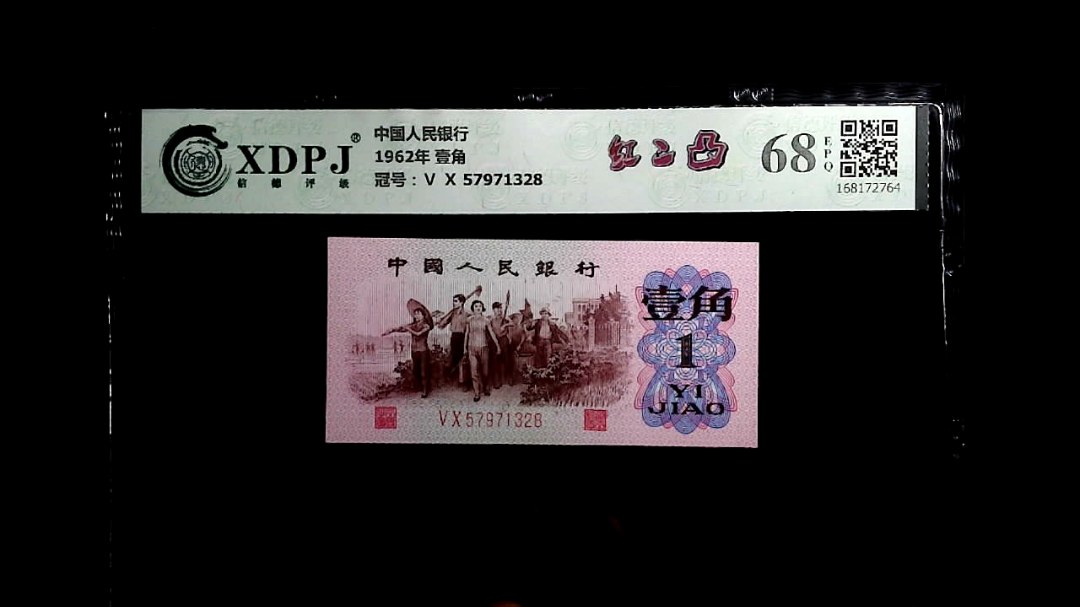 XDPJ®
信德评级
中国人民银行
1962年 壹角
冠号：V X 57971328
红二凸
68
EPQ
168172764
中國人民銀行
壹角
1
YI
JIAO
VX57971328